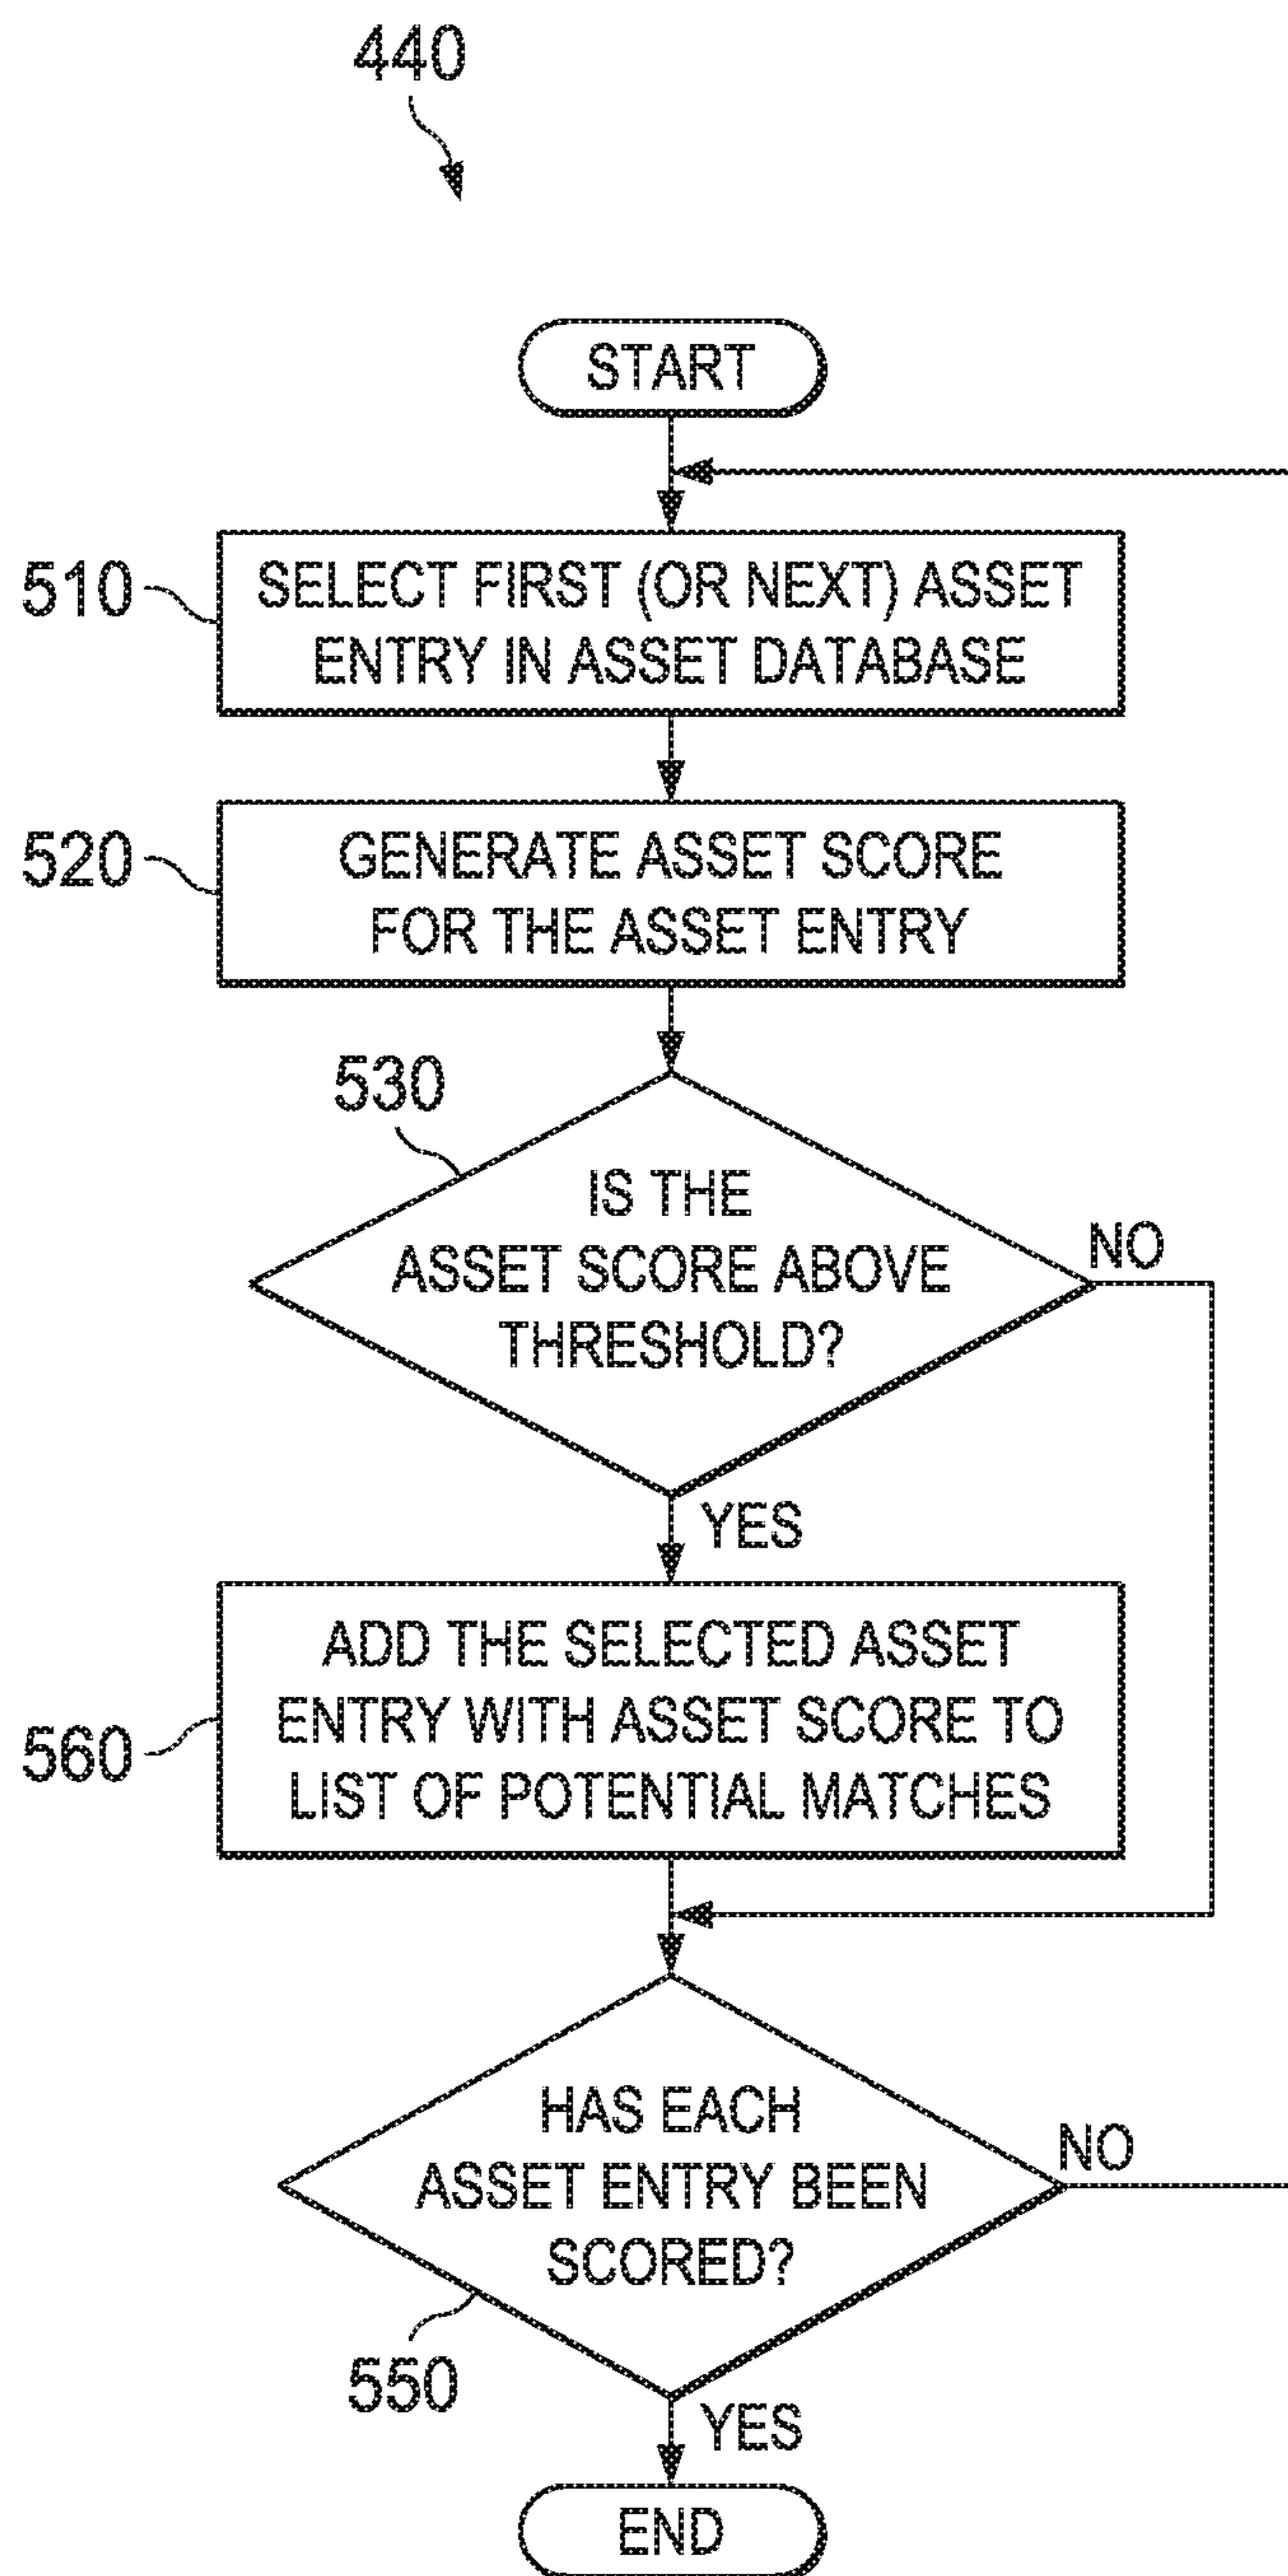 440
START
510
SELECT FIRST (OR NEXT) ASSET
ENTRY IN ASSET DATABASE
520
GENERATE ASSET SCORE
FOR THE ASSET ENTRY
530
IS THE
ASSET SCORE ABOVE
THRESHOLD?
NO
YES
560
ADD THE SELECTED ASSET
ENTRY WITH ASSET SCORE TO
LIST OF POTENTIAL MATCHES
HAS EACH
ASSET ENTRY BEEN
SCORED?
NO
550
YES
END